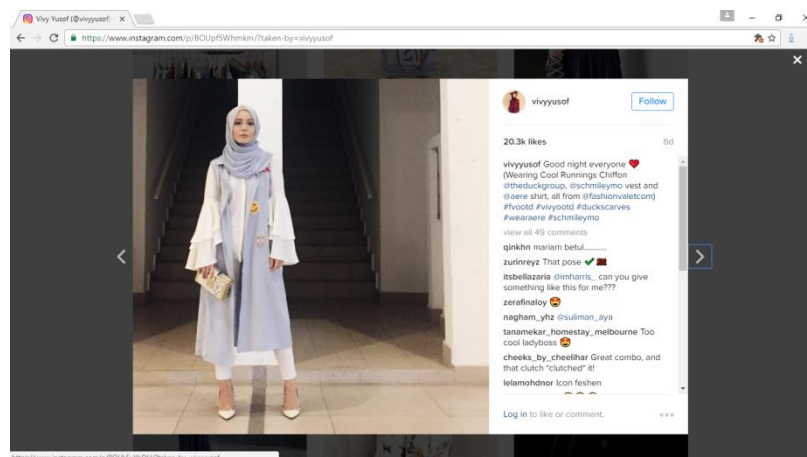 Vivy Yusof (@vivyyusof)
https://www.instagram.com/p/BOUpfSWhmkm/?taken-by=vivyyusof
vivyyusof
Follow
20.3k likes
6d
vivyyusof Good night everyone ❤️
(Wearing Cool Runnings Chiffon
@theduckgroup, @schmileymo vest and
@aere shirt, all from @fashionvaletcom)
#fvootd #vivyootd #duckscarves
#wearaere #schmileymo
view all 49 comments
qinkhn mariam betul...........
zurinreyz That pose ✔️
itsbellazaria @imharris_ can you give
something like this for me???
zerafinaloy 😍
nagham_yhz @suliman_aya
tanamekar_homestay_melbourne Too
cool ladyboss 😍
cheeks_by_cheelihar Great combo, and
that clutch "clutched" it!
lelamohdnor Icon feshen
Log in to like or comment.